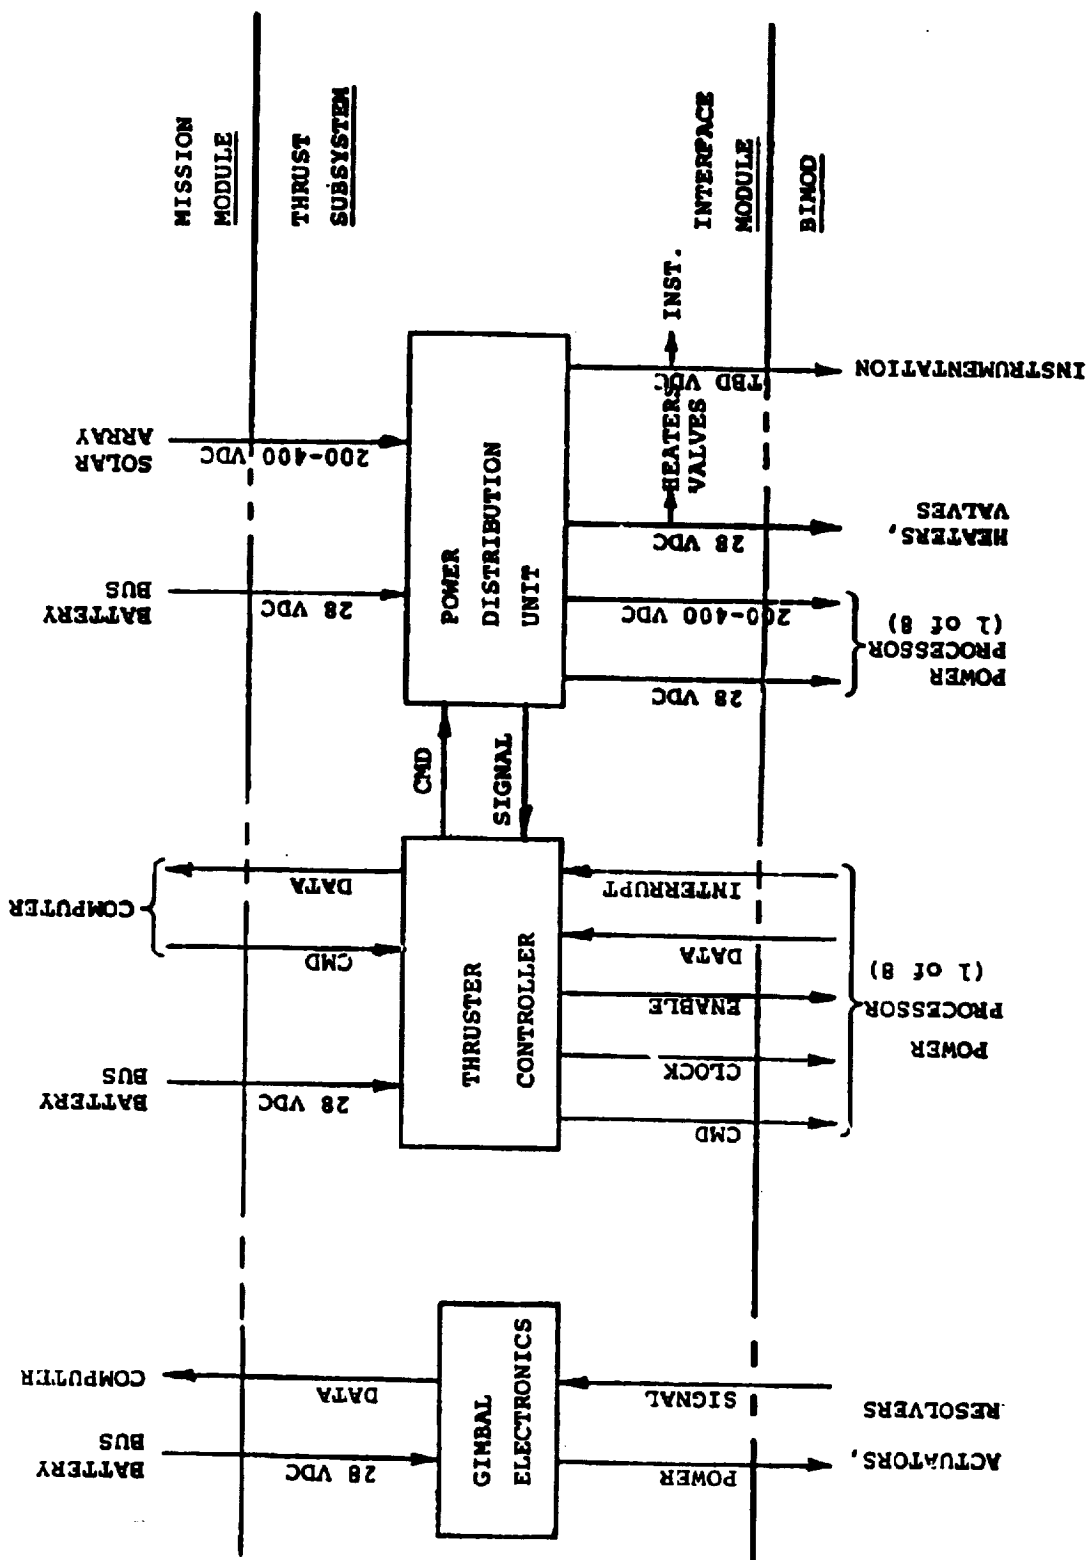 MISSION
MODULE
THRUST
SUBSYSTEM
INTERPACE
MODULE
BIMOD
BATTERY
BUS
28 VDC
COMPUTER
DATA
GIMBAL
ELECTRONICS
POWER
SIGNAL
ACTUATORS,
RESOLVERS
BATTERY
BUS
28 VDC
COMPUTER
CMD
DATA
THRUSTER
CONTROLLER
CMD
CLOCK
ENABLE
DATA
INTERRUPT
POWER
PROCESSOR
(1 of 8)
CMD
SIGNAL
BATTERY
BUS
28 VDC
SOLAR
ARRAY
200-400 VDC
POWER
DISTRIBUTION
UNIT
28 VDC
200-400 VDC
POWER
PROCESSOR
(1 of 8)
28 VDC
HEATERS
VALVES
HEATERS,
VALVES
TBD VDC
INST.
INSTRUMENTATION